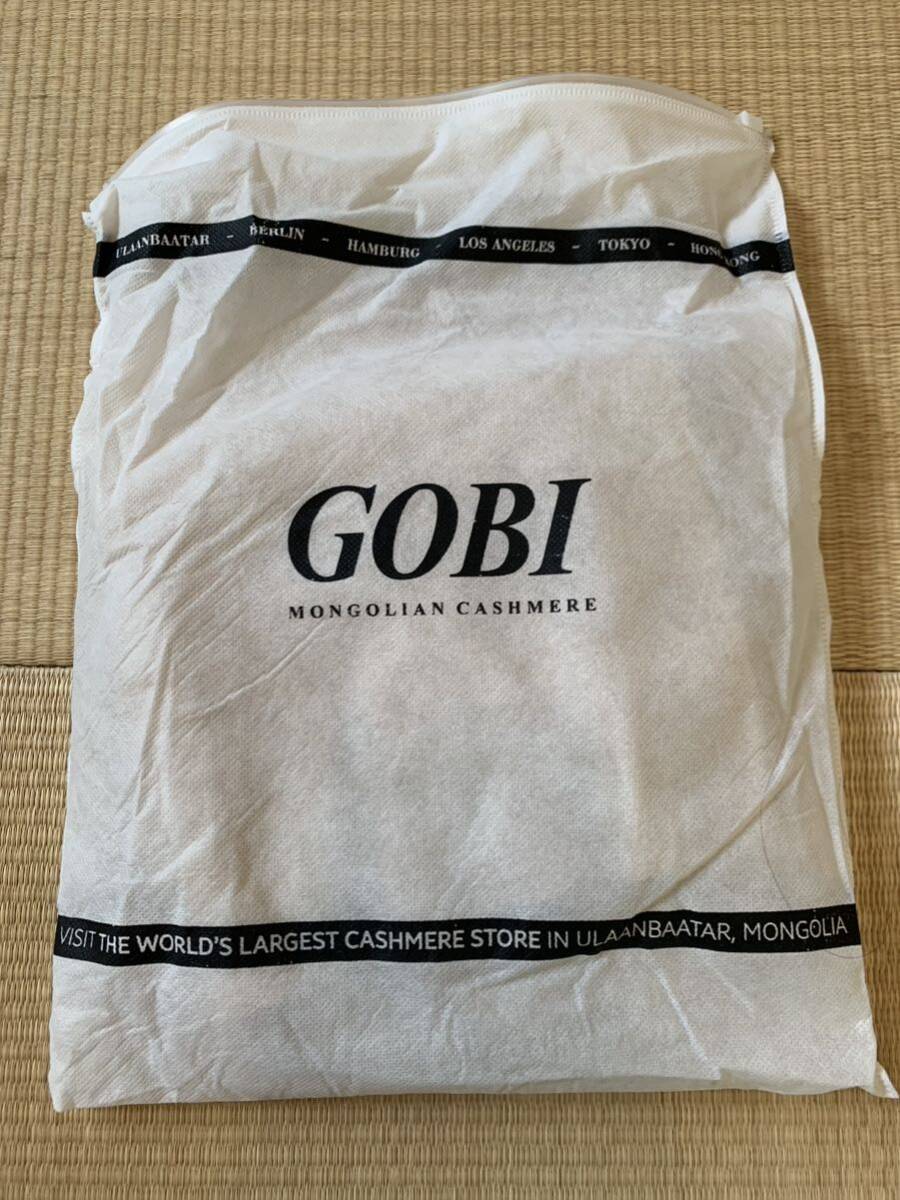 ULAANBAATAR - BERLIN - HAMBURG - LOS ANGELES - TOKYO - HONG KONG
GOBI
MONGOLIAN CASHMERE
VISIT THE WORLD'S LARGEST CASHMERE STORE IN ULAANBAATAR, MONGOLIA